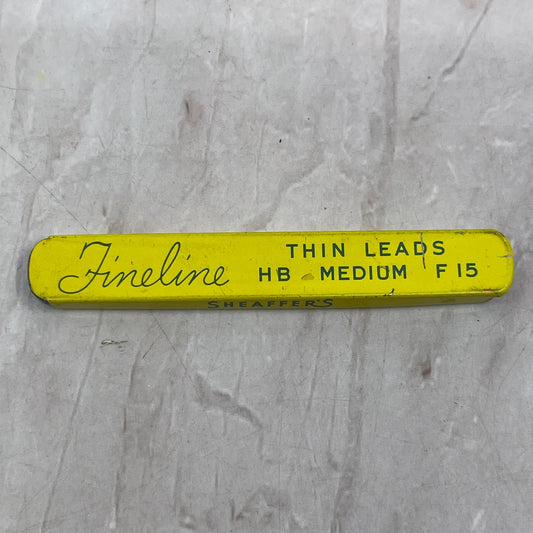 Fineline
THIN LEADS
HB MEDIUM F15
SHEAFFER'S